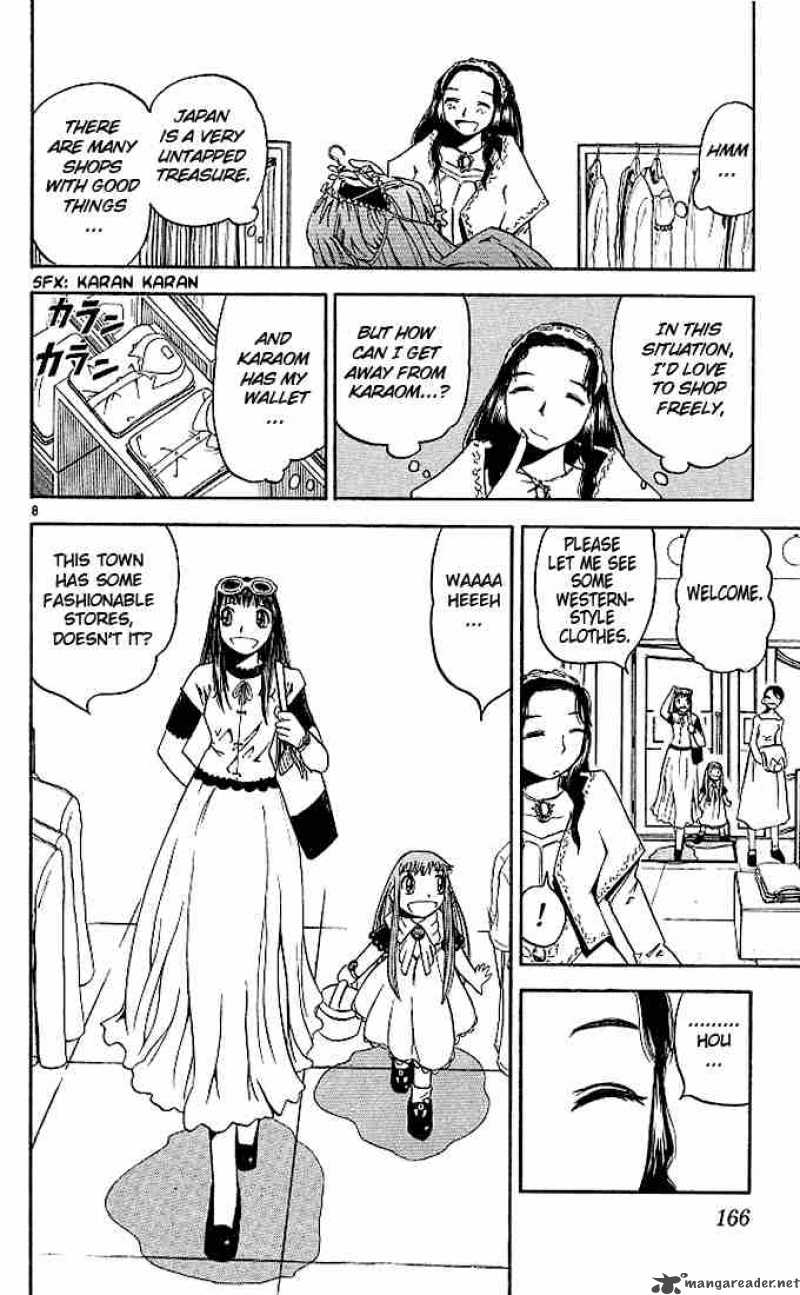 HMM
...
JAPAN
IS A VERY
UNTAPPED
TREASURE.
THERE
ARE MANY
SHOPS
WITH GOOD
THINGS
...
IN THIS
SITUATION,
I'D LOVE
TO SHOP
FREELY,
BUT HOW
CAN I GET
AWAY FROM
KARAOM...?
SFX: KARAN KARAN
AND
KARAOM
HAS MY
WALLET
...
カラン
カラン
8
WELCOME.
PLEASE
LET ME SEE
SOME
WESTERN-
STYLE
CLOTHES.
!
.........
HOU
...
WAAAA
HEEEH
...
THIS TOWN
HAS SOME
FASHIONABLE
STORES,
DOESN'T IT?
166
mangareader.net